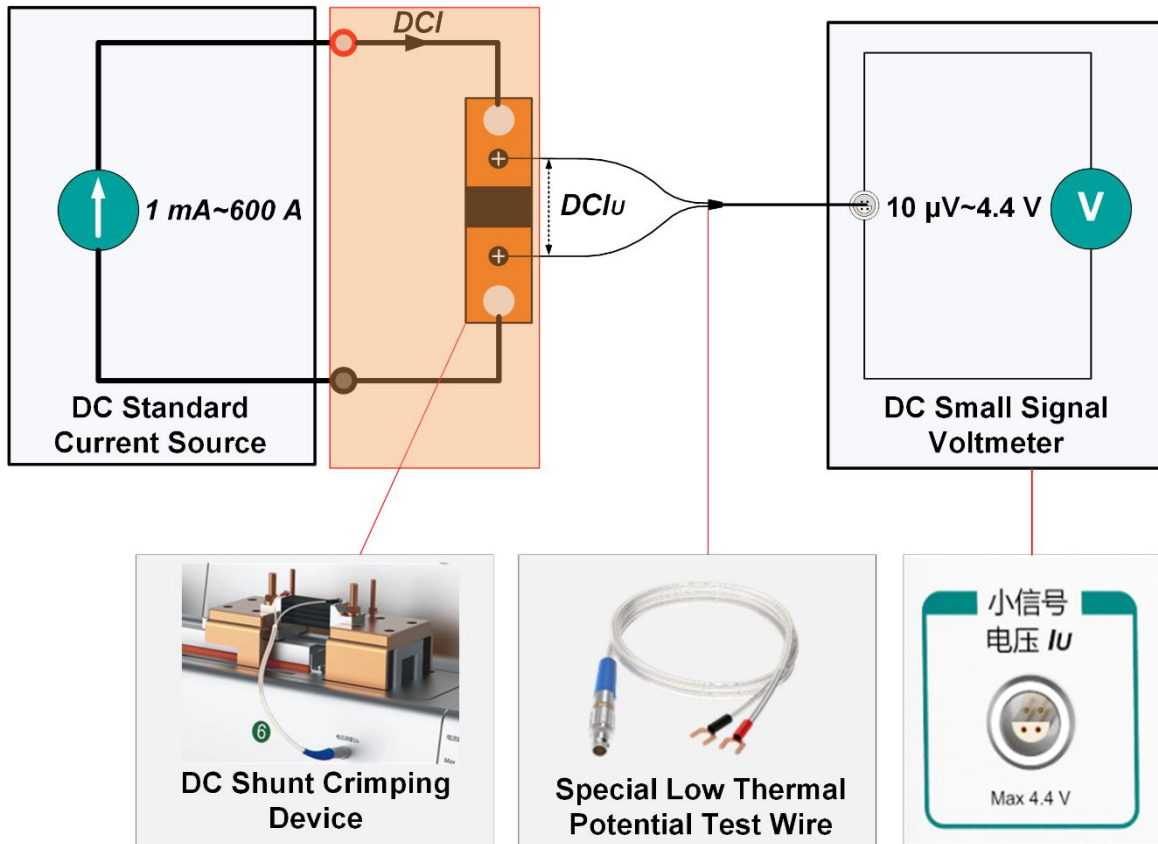 DCI
1 mA~600 A
DCIU
10 µV~4.4 V
V
DC Standard
Current Source
DC Small Signal
Voltmeter
6
DC Shunt Crimping
Device
Special Low Thermal
Potential Test Wire
小信号
电压 IU
Max 4.4 V